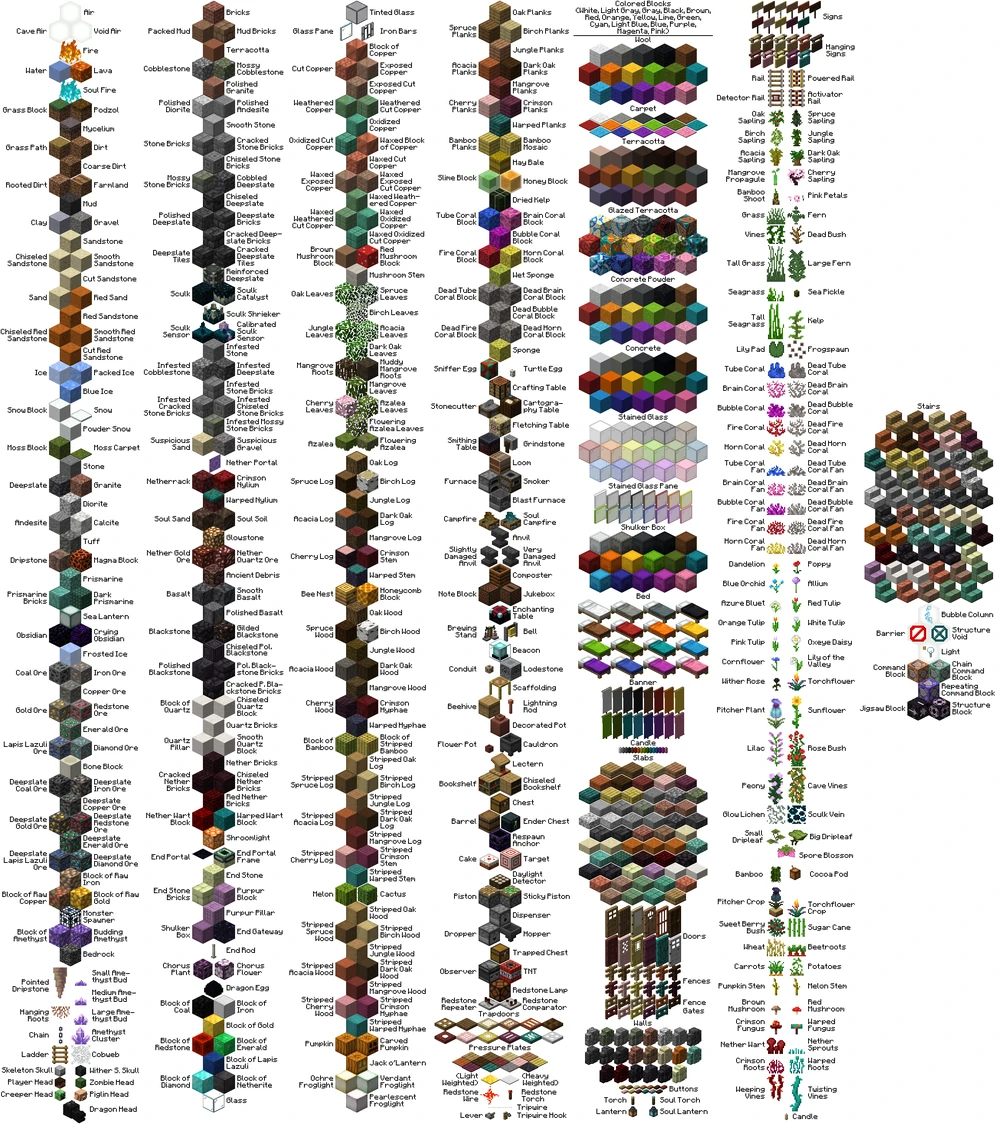 Air
Cave Air
Void Air
Fire
Water
Lava
Soul Fire
Grass Block
Podzol
Mycelium
Grass Path
Dirt
Coarse Dirt
Rooted Dirt
Farmland
Mud
Clay
Gravel
Sandstone
Chiseled
Sandstone
Smooth
Sandstone
Cut Sandstone
Sand
Red Sand
Red Sandstone
Chiseled Red
Sandstone
Smooth Red
Sandstone
Cut Red
Sandstone
Ice
Packed Ice
Blue Ice
Snow Block
Snow
Powder Snow
Moss Block
Moss Carpet
Stone
Deepslate
Granite
Diorite
Andesite
Calcite
Tuff
Dripstone
Magma Block
Prismarine
Prismarine
Bricks
Dark
Prismarine
Sea Lantern
Obsidian
Crying
Obsidian
Frosted Ice
Coal Ore
Iron Ore
Copper Ore
Gold Ore
Redstone
Ore
Emerald Ore
Lapis Lazuli
Ore
Diamond Ore
Bone Block
Deepslate
Coal Ore
Deepslate
Iron Ore
Deepslate
Copper Ore
Deepslate
Gold Ore
Deepslate
Redstone
Ore
Deepslate
Emerald Ore
Deepslate
Lapis Lazuli
Ore
Deepslate
Diamond Ore
Block of Raw
Iron
Block of Raw
Copper
Block of Raw
Gold
Monster
Spawner
Block of
Amethyst
Budding
Amethyst
Bedrock
Pointed
Dripstone
Small Ame-
thyst Bud
Medium Ame-
thyst Bud
Hanging
Roots
Large Ame-
thyst Bud
Chain
Amethyst
Cluster
Ladder
Cobweb
Skeleton Skull
Wither S. Skull
Player Head
Zombie Head
Creeper Head
Piglin Head
Dragon Head
Bricks
Packed Mud
Mud Bricks
Terracotta
Cobblestone
Mossy
Cobblestone
Polished
Granite
Polished
Diorite
Polished
Andesite
Smooth Stone
Stone Bricks
Cracked
Stone Bricks
Chiseled Stone
Bricks
Mossy
Stone Bricks
Cobbled
Deepslate
Chiseled
Deepslate
Polished
Deepslate
Deepslate
Bricks
Cracked Deep-
slate Bricks
Deepslate
Tiles
Cracked
Deepslate
Tiles
Reinforced
Deepslate
Sculk
Sculk
Catalyst
Sculk Shrieker
Sculk
Sensor
Calibrated
Sculk
Sensor
Infested
Stone
Infested
Cobblestone
Infested
Deepslate
Infested
Stone Bricks
Infested
Cracked
Stone Bricks
Infested
Chiseled
Stone Bricks
Infested Mossy
Stone Bricks
Suspicious
Sand
Suspicious
Gravel
Nether Portal
Netherrack
Crimson
Nylium
Warped Nylium
Soul Sand
Soul Soil
Glowstone
Nether Gold
Ore
Nether
Quartz Ore
Ancient Debris
Basalt
Smooth
Basalt
Polished Basalt
Blackstone
Gilded
Blackstone
Chiseled Pol.
Blackstone
Polished
Blackstone
Pol. Black-
stone Bricks
Cracked P. Bla-
ckstone Bricks
Block of
Quartz
Chiseled
Quartz
Block
Quartz Bricks
Quartz
Pillar
Smooth
Quartz
Block
Nether Bricks
Cracked
Nether
Bricks
Chiseled
Nether
Bricks
Red Nether
Bricks
Nether Wart
Block
Warped Wart
Block
Shroomlight
End Portal
End Portal
Frame
End Stone
End Stone
Bricks
Purpur
Block
Purpur Pillar
Shulker
Box
End Gateway
End Rod
Chorus
Plant
Chorus
Flower
Dragon Egg
Block of
Coal
Block of
Iron
Block of Gold
Block of
Redstone
Block of
Emerald
Block of Lapis
Lazuli
Block of
Diamond
Block of
Netherite
Glass
Tinted Glass
Glass Pane
Iron Bars
Block of
Copper
Cut Copper
Exposed
Copper
Exposed
Cut Copper
Weathered
Copper
Weathered
Cut Copper
Oxidized
Copper
Oxidized Cut
Copper
Waxed Block
of Copper
Waxed Cut
Copper
Waxed
Exposed
Copper
Waxed
Exposed
Cut Copper
Waxed Weath-
ered Copper
Waxed
Weathered
Cut Copper
Waxed
Oxidized
Copper
Waxed Oxidized
Cut Copper
Brown
Mushroom
Block
Red
Mushroom
Block
Mushroom Stem
Oak Leaves
Spruce
Leaves
Birch Leaves
Jungle
Leaves
Acacia
Leaves
Dark Oak
Leaves
Mangrove
Roots
Muddy
Mangrove
Roots
Mangrove
Leaves
Cherry
Leaves
Azalea
Leaves
Flowering
Azalea Leaves
Azalea
Flowering
Azalea
Oak Log
Spruce Log
Birch Log
Jungle Log
Acacia Log
Dark Oak
Log
Mangrove Log
Cherry Log
Crimson
Stem
Warped Stem
Bee Nest
Honeycomb
Block
Oak Wood
Spruce
Wood
Birch Wood
Jungle Wood
Acacia Wood
Dark Oak
Wood
Mangrove Wood
Cherry
Wood
Crimson
Hyphae
Warped Hyphae
Block of
Bamboo
Block of
Stripped
Bamboo
Stripped
Oak Log
Stripped
Spruce Log
Stripped
Birch Log
Stripped
Jungle Log
Stripped
Acacia Log
Stripped
Dark Oak
Log
Stripped
Mangrove Log
Stripped
Cherry Log
Stripped
Crimson
Stem
Stripped
Warped Stem
Melon
Cactus
Stripped Oak
Wood
Stripped
Spruce
Wood
Stripped
Birch Wood
Stripped
Jungle Wood
Stripped
Acacia Wood
Stripped
Dark Oak
Wood
Stripped
Mangrove Wood
Stripped
Cherry
Wood
Stripped
Crimson
Hyphae
Stripped
Warped Hyphae
Pumpkin
Carved
Pumpkin
Jack o'Lantern
Ochre
Froglight
Verdant
Froglight
Pearlescent
Froglight
Oak Planks
Spruce
Planks
Birch Planks
Jungle Planks
Acacia
Planks
Dark Oak
Planks
Mangrove
Planks
Cherry
Planks
Crimson
Planks
Warped Planks
Bamboo
Planks
Bamboo
Mosaic
Hay Bale
Slime Block
Honey Block
Dried Kelp
Tube Coral
Block
Brain Coral
Block
Bubble Coral
Block
Fire Coral
Block
Horn Coral
Block
Wet Sponge
Dead Tube
Coral Block
Dead Brain
Coral Block
Dead Bubble
Coral Block
Dead Fire
Coral Block
Dead Horn
Coral Block
Sponge
Sniffer Egg
Turtle Egg
Crafting Table
Stonecutter
Cartogra-
phy Table
Fletching Table
Smithing
Table
Grindstone
Loom
Furnace
Smoker
Blast Furnace
Campfire
Soul
Campfire
Anvil
Slightly
Damaged
Anvil
Very
Damaged
Anvil
Composter
Note Block
Jukebox
Enchanting
Table
Brewing
Stand
Bell
Beacon
Conduit
Lodestone
Scaffolding
Beehive
Lightning
Rod
Decorated Pot
Flower Pot
Cauldron
Lectern
Bookshelf
Chiseled
Bookshelf
Chest
Barrel
Ender Chest
Respawn
Anchor
Cake
Target
Daylight
Detector
Piston
Sticky Piston
Dispenser
Dropper
Hopper
Trapped Chest
Observer
TNT
Redstone Lamp
Redstone
Repeater
Redstone
Comparator
Trapdoors
Pressure Plates
(Light
Weighted)
(Heavy
Weighted)
Redstone
Wire
Redstone
Torch
Tripwire
Lever
Tripwire Hook
Colored Blocks
(White, Light Gray, Gray, Black, Brown,
Red, Orange, Yellow, Lime, Green,
Cyan, Light Blue, Blue, Purple,
Magenta, Pink)
Wool
Carpet
Terracotta
Glazed Terracotta
Concrete Powder
Concrete
Stained Glass
Stained Glass Pane
Shulker Box
Bed
Banner
Candle
Slabs
Doors
Fences
Fence
Gates
Walls
Buttons
Torch
Soul Torch
Lantern
Soul Lantern
Signs
Hanging
Signs
Rail
Powered Rail
Detector Rail
Activator
Rail
Oak
Sapling
Spruce
Sapling
Birch
Sapling
Jungle
Sapling
Acacia
Sapling
Dark Oak
Sapling
Mangrove
Propagule
Cherry
Sapling
Bamboo
Shoot
Pink Petals
Grass
Fern
Vines
Dead Bush
Tall Grass
Large Fern
Seagrass
Sea Pickle
Tall
Seagrass
Kelp
Lily Pad
Frogspawn
Tube Coral
Dead Tube
Coral
Brain Coral
Dead Brain
Coral
Bubble Coral
Dead Bubble
Coral
Fire Coral
Dead Fire
Coral
Horn Coral
Dead Horn
Coral
Tube Coral
Fan
Dead Tube
Coral Fan
Brain Coral
Fan
Dead Brain
Coral Fan
Bubble Coral
Fan
Dead Bubble
Coral Fan
Fire Coral
Fan
Dead Fire
Coral Fan
Horn Coral
Fan
Dead Horn
Coral Fan
Dandelion
Poppy
Blue Orchid
Allium
Azure Bluet
Red Tulip
Orange Tulip
White Tulip
Pink Tulip
Oxeye Daisy
Cornflower
Lily of the
Valley
Wither Rose
Torchflower
Pitcher Plant
Sunflower
Lilac
Rose Bush
Peony
Cave Vines
Glow Lichen
Sculk Vein
Small
Dripleaf
Big Dripleaf
Spore Blossom
Bamboo
Cocoa Pod
Pitcher Crop
Torchflower
Crop
Sweet Berry
Bush
Sugar Cane
Wheat
Beetroots
Carrots
Potatoes
Pumpkin Stem
Melon Stem
Brown
Mushroom
Red
Mushroom
Crimson
Fungus
Warped
Fungus
Nether Wart
Nether
Sprouts
Crimson
Roots
Warped
Roots
Weeping
Vines
Twisting
Vines
Candle
Stairs
Bubble Column
Barrier
Structure
Void
Light
Command
Block
Chain
Command
Block
Repeating
Command Block
Jigsaw Block
Structure
Block